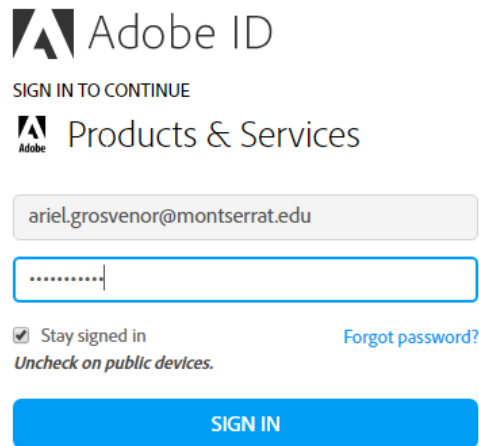 Adobe ID
SIGN IN TO CONTINUE
Adobe
Products & Services
ariel.grosvenor@montserrat.edu
•••••••••••
Stay signed in
Forgot password?
Uncheck on public devices.
SIGN IN